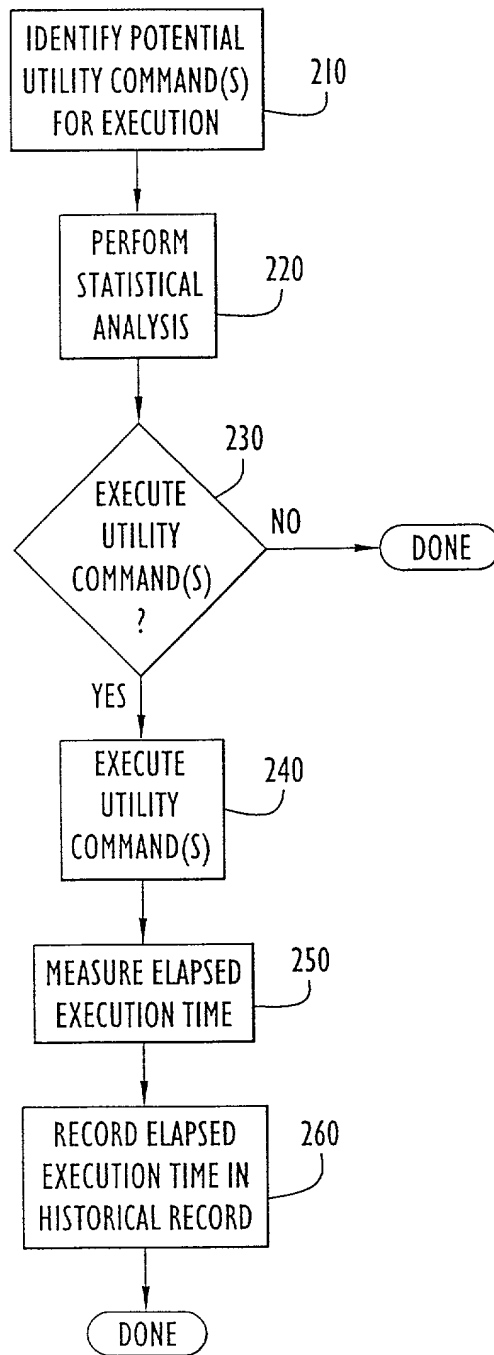 IDENTIFY POTENTIAL
UTILITY COMMAND(S)
FOR EXECUTION
210
PERFORM
STATISTICAL
ANALYSIS
220
230
EXECUTE
UTILITY
COMMAND(S)
?
NO
DONE
YES
EXECUTE
UTILITY
COMMAND(S)
240
MEASURE ELAPSED
EXECUTION TIME
250
RECORD ELAPSED
EXECUTION TIME IN
HISTORICAL RECORD
260
DONE